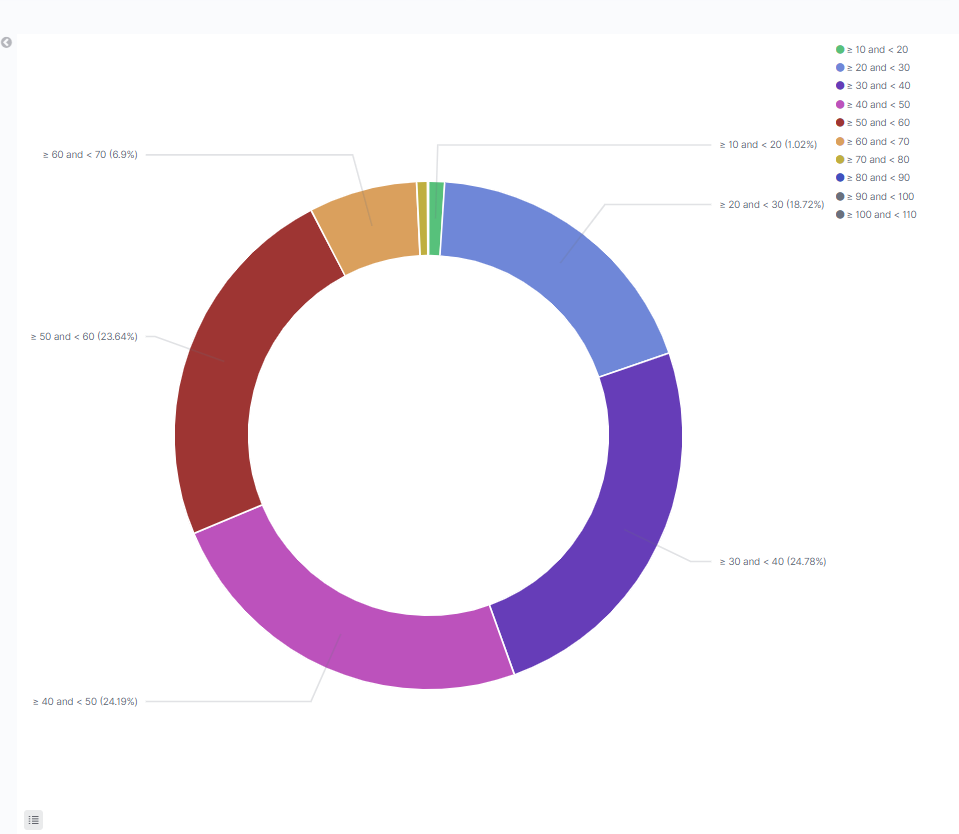 ≥ 10 and < 20
≥ 20 and < 30
≥ 30 and < 40
≥ 40 and < 50
≥ 50 and < 60
≥ 60 and < 70
≥ 70 and < 80
≥ 80 and < 90
≥ 90 and < 100
≥ 100 and < 110
≥ 10 and < 20 (1.02%)
≥ 60 and < 70 (6.9%)
≥ 20 and < 30 (18.72%)
≥ 50 and < 60 (23.64%)
≥ 30 and < 40 (24.78%)
≥ 40 and < 50 (24.19%)